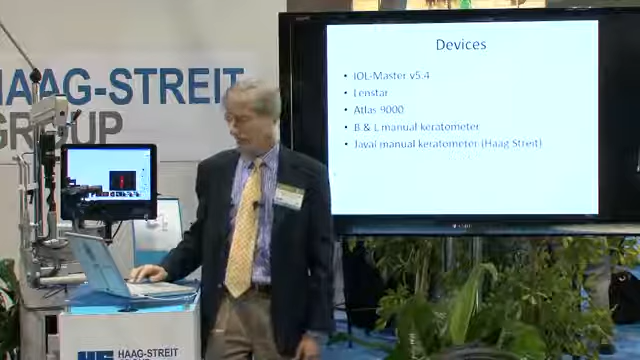 HAAG-STREIT
GROUP
Devices
• IOL-Master v5.4
• Lenstar
• Atlas 9000
• B & L manual keratometer
• Javal manual keratometer (Haag Streit)
HAAG-STREIT
GROUP